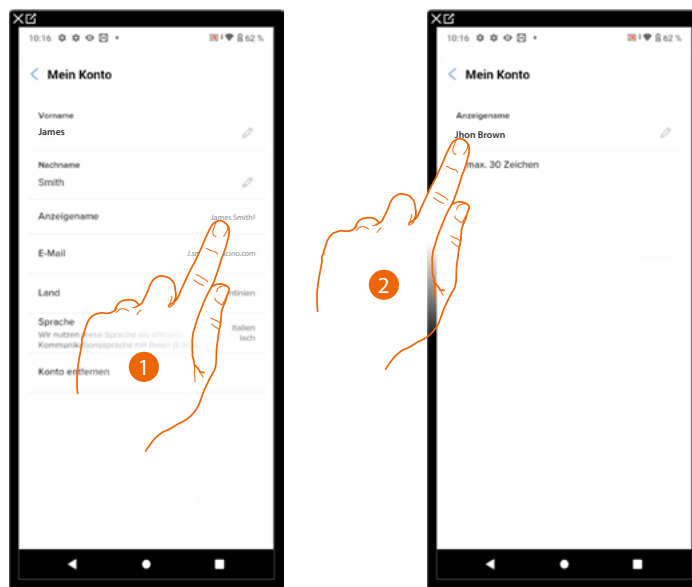 10:16
62 %
Mein Konto
Vorname
James
Nachname
Smith
Anzeigename
James Smith
E-Mail
Land
Sprache
Italien
isch
Wir nutzen diese Sprache als
Kommunikationssprache mit Ihnen
Konto entfernen
1
10:16
62 %
Mein Konto
Anzeigename
Jhon Brown
max. 30 Zeichen
2